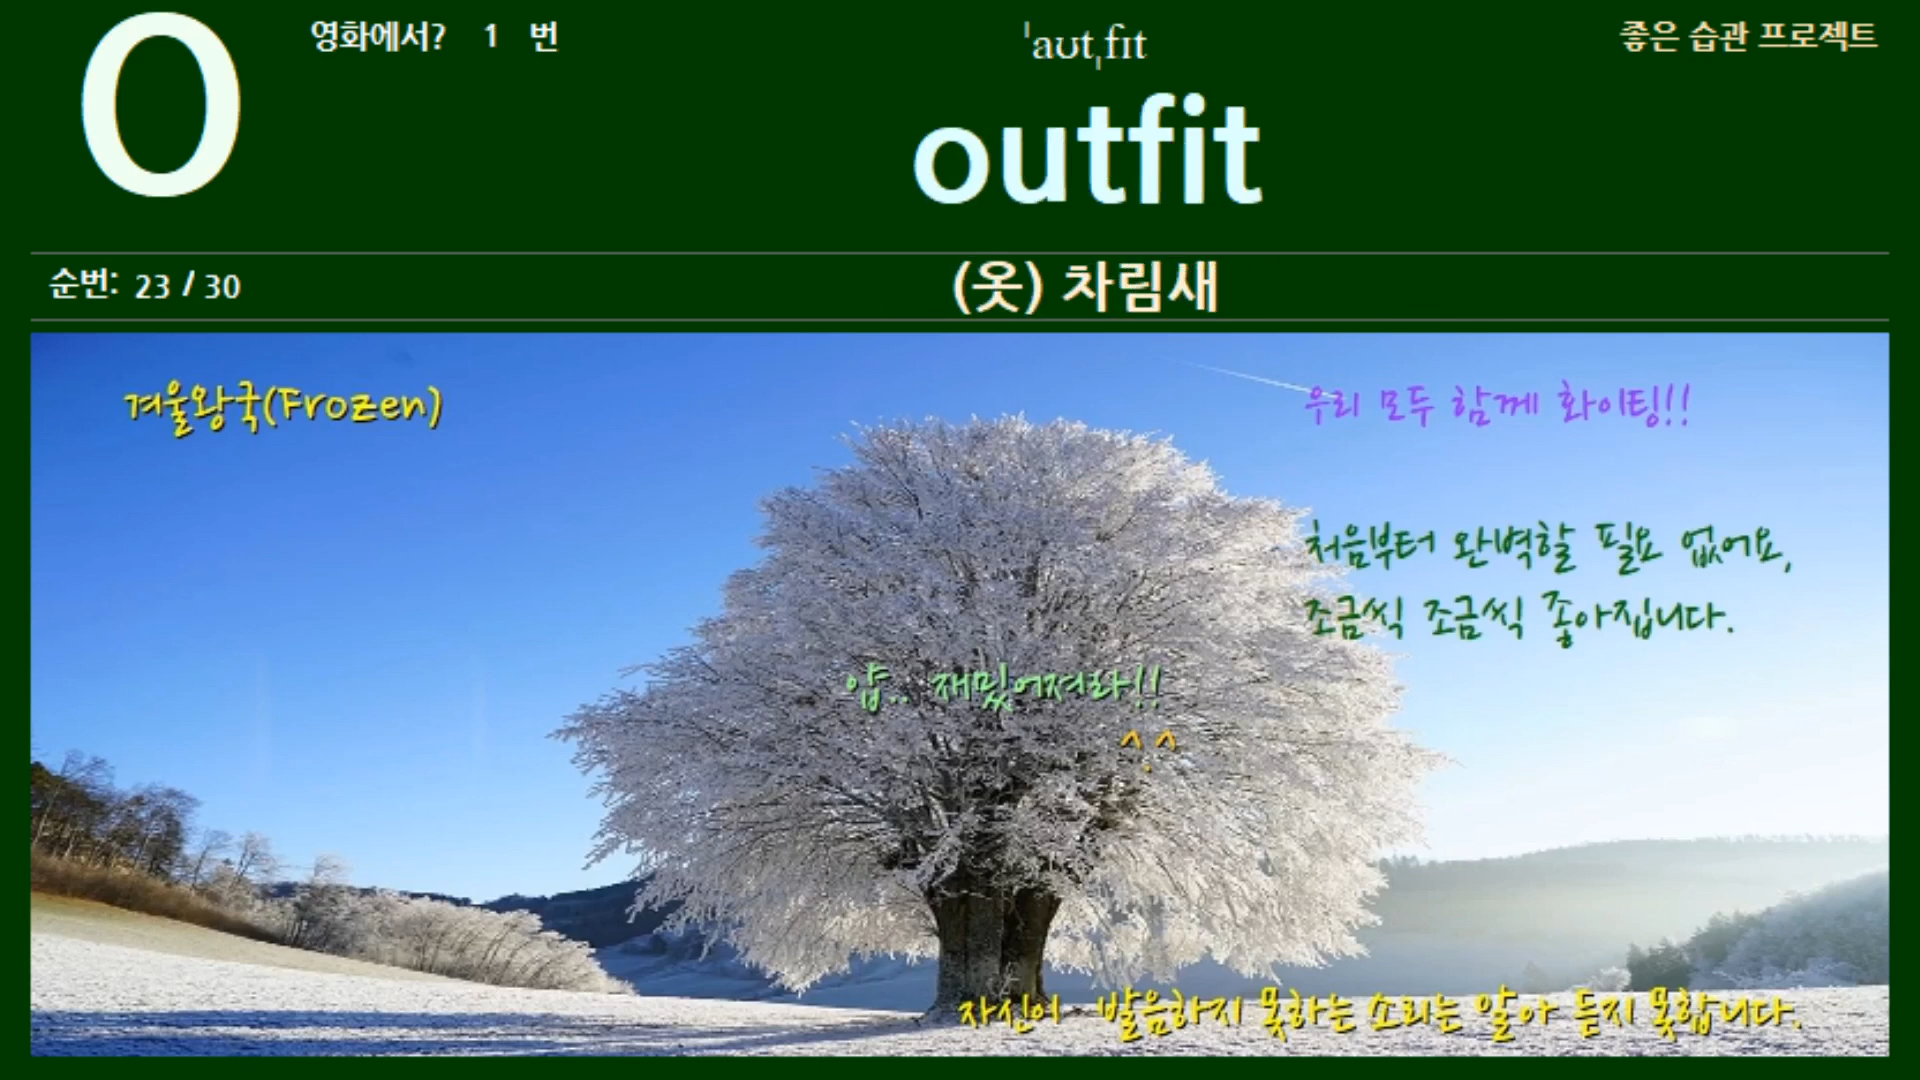 O
영화에서? 1 번
ˈaʊtˌfɪt
좋은 습관 프로젝트
outfit
순번: 23 / 30
(옷) 차림새
겨울왕국(Frozen)
우리 모두 함께 화이팅!!
처음부터 완벽할 필요 없어요,
조금씩 조금씩 좋아집니다.
얍.. 재밌어져라!!
^ ^
자신이 발음하지 못하는 소리는 알아 듣지 못합니다.